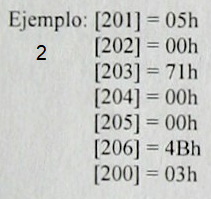 Ejemplo: [201] = 05h
2
[202] = 00h
[203] = 71h
[204] = 00h
[205] = 00h
[206] = 4Bh
[200] = 03h